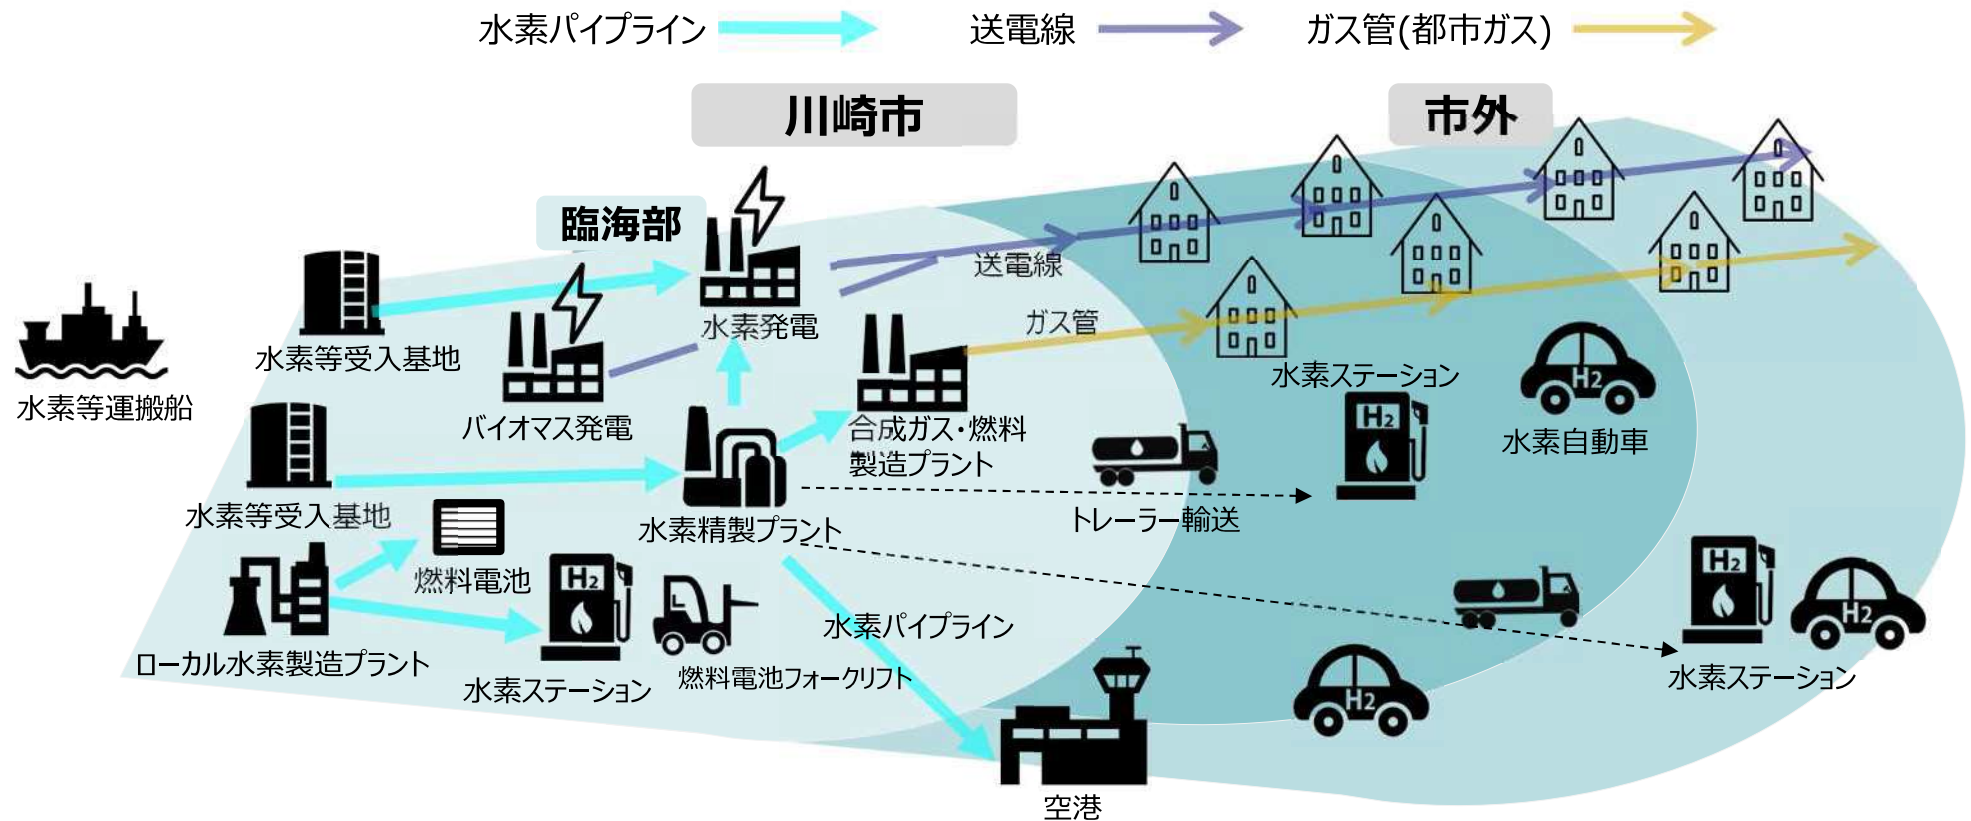 水素パイプライン
送電線
ガス管(都市ガス)
川崎市
市外
臨海部
送電線
水素発電
ガス管
水素等受入基地
水素等運搬船
バイオマス発電
水素ステーション
H2
水素自動車
H2
合成ガス・燃料
製造プラント
水素等受入基地
水素精製プラント
トレーラー輸送
燃料電池
H2
水素パイプライン
ローカル水素製造プラント
水素ステーション
燃料電池フォークリフト
H2
H2
水素ステーション
H2
空港